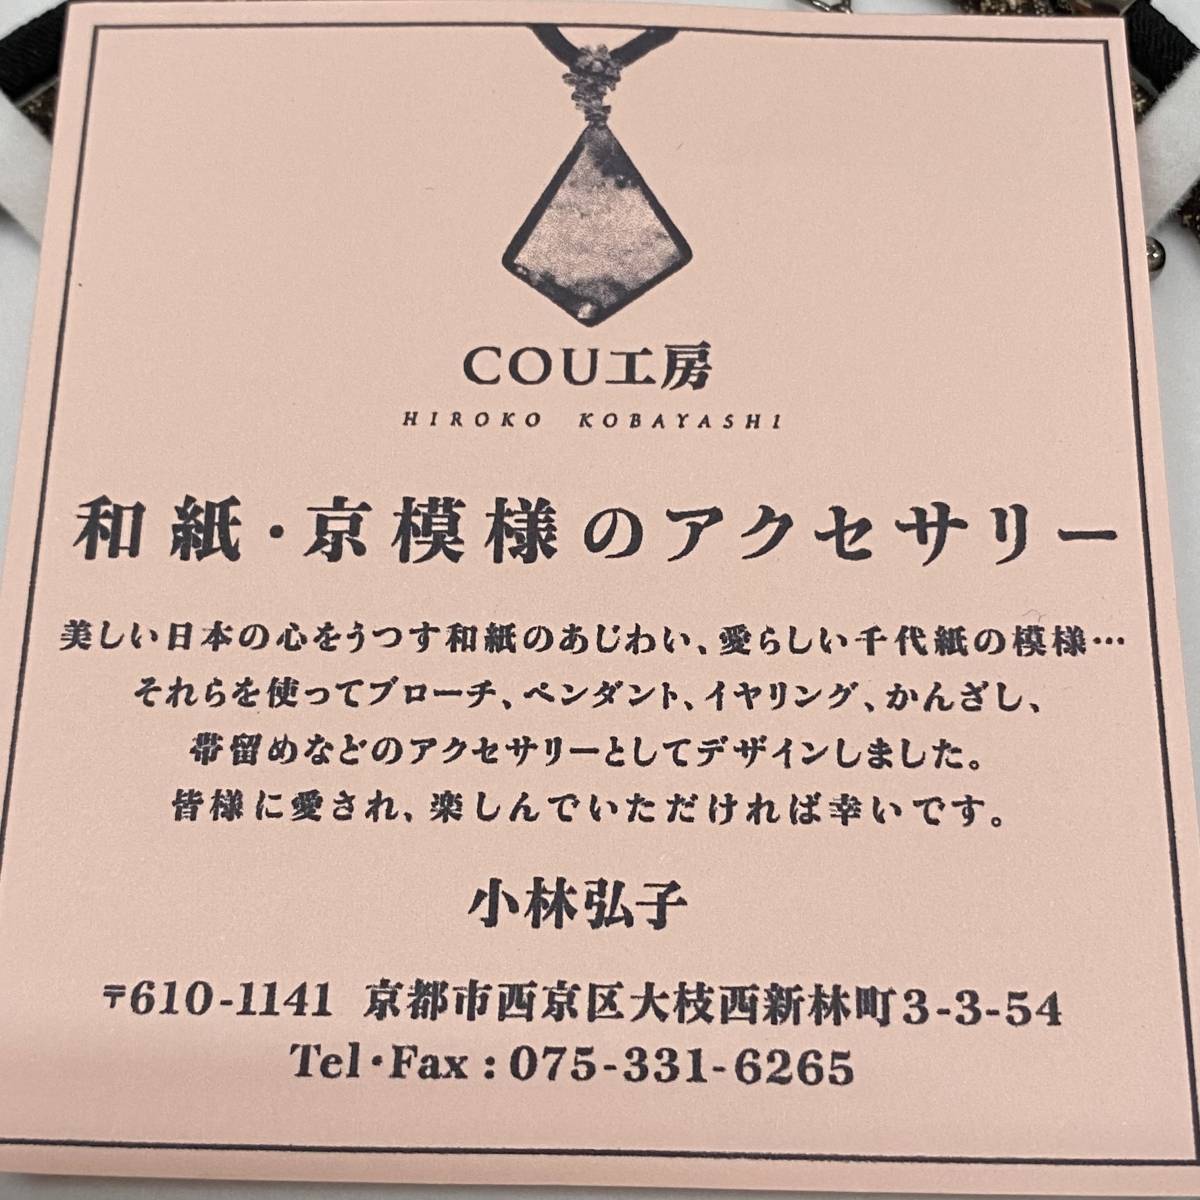 COU工房
HIROKO KOBAYASHI
和紙・京模様のアクセサリー
美しい日本の心をうつす和紙のあじわい、愛らしい千代紙の模様…
それらを使ってブローチ、ペンダント、イヤリング、かんざし、
帯留めなどのアクセサリーとしてデザインしました。
皆様に愛され、楽しんでいただければ幸いです。
小林弘子
〒610-1141 京都市西京区大枝西新林町3-3-54
Tel・Fax：075-331-6265